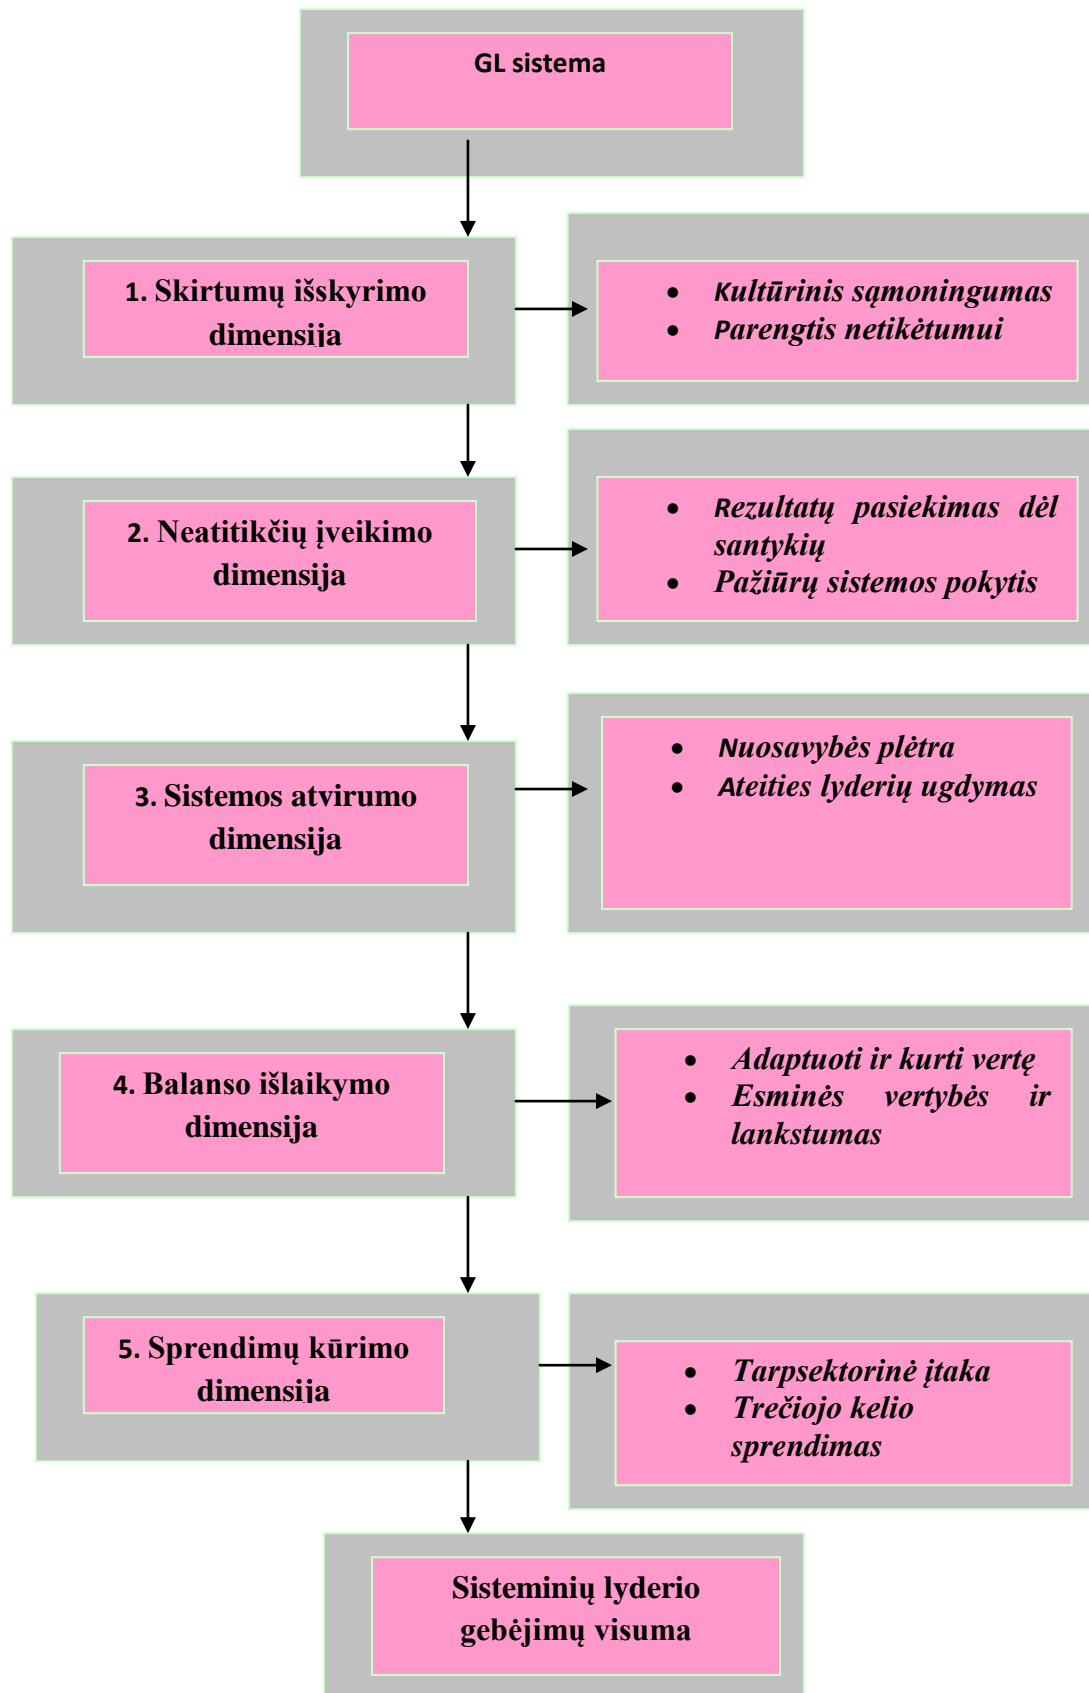 GL sistema
1. Skirtumų išskyrimo
dimensija
• Kultūrinis sąmoningumas
• Parengtis netikėtumui
2. Neatitikčių įveikimo
dimensija
• Rezultatų pasiekimas dėl
santykių
• Pažiūrų sistemos pokytis
3. Sistemos atvirumo
dimensija
• Nuosavybės plėtra
• Ateities lyderių ugdymas
4. Balanso išlaikymo
dimensija
• Adaptuoti ir kurti vertę
• Esminės vertybės ir
lankstumas
5. Sprendimų kūrimo
dimensija
• Tarpsektorinė įtaka
• Trečiojo kelio
sprendimas
Sisteminių lyderio
gebėjimų visuma